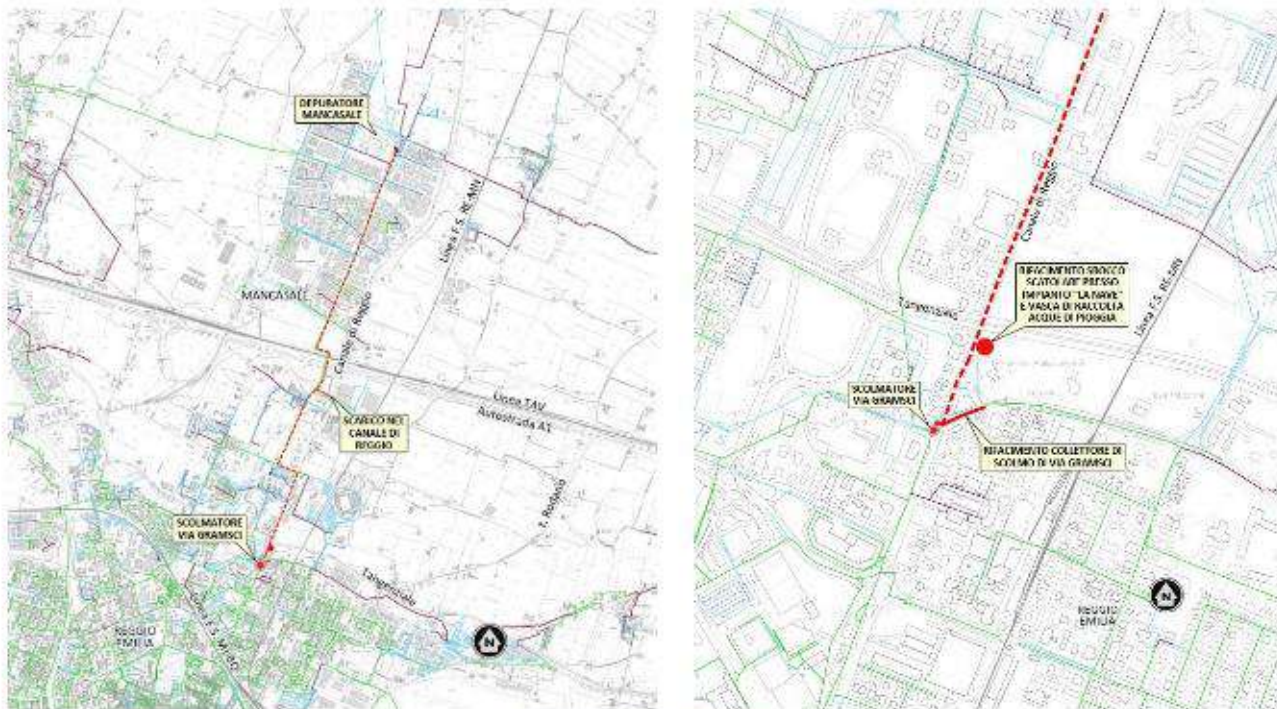 DEPURATORE
MANCASALE
Linea F.S. RE-MN
MANCASALE
Canale di Reggio
Linea TAV
Autostrada A1
SCARICO NEL
CANALE DI
REGGIO
T. Rodano
SCOLMATORE
VIA GRAMSCI
Tangenziale
Linea F.S. MI-BO
REGGIO
EMILIA
N
Canale di Reggio
RIFACIMENTO SBOCCO
SCATOLARE PRESSO
IMPIANTO "LA NAVE"
E VASCA DI RACCOLTA
ACQUE DI PIOGGIA
Linea F.S. RE-MN
Tangenziale
SCOLMATORE
VIA GRAMSCI
RIFACIMENTO COLLETTORE DI
SCOLMO DI VIA GRAMSCI
N
REGGIO
EMILIA